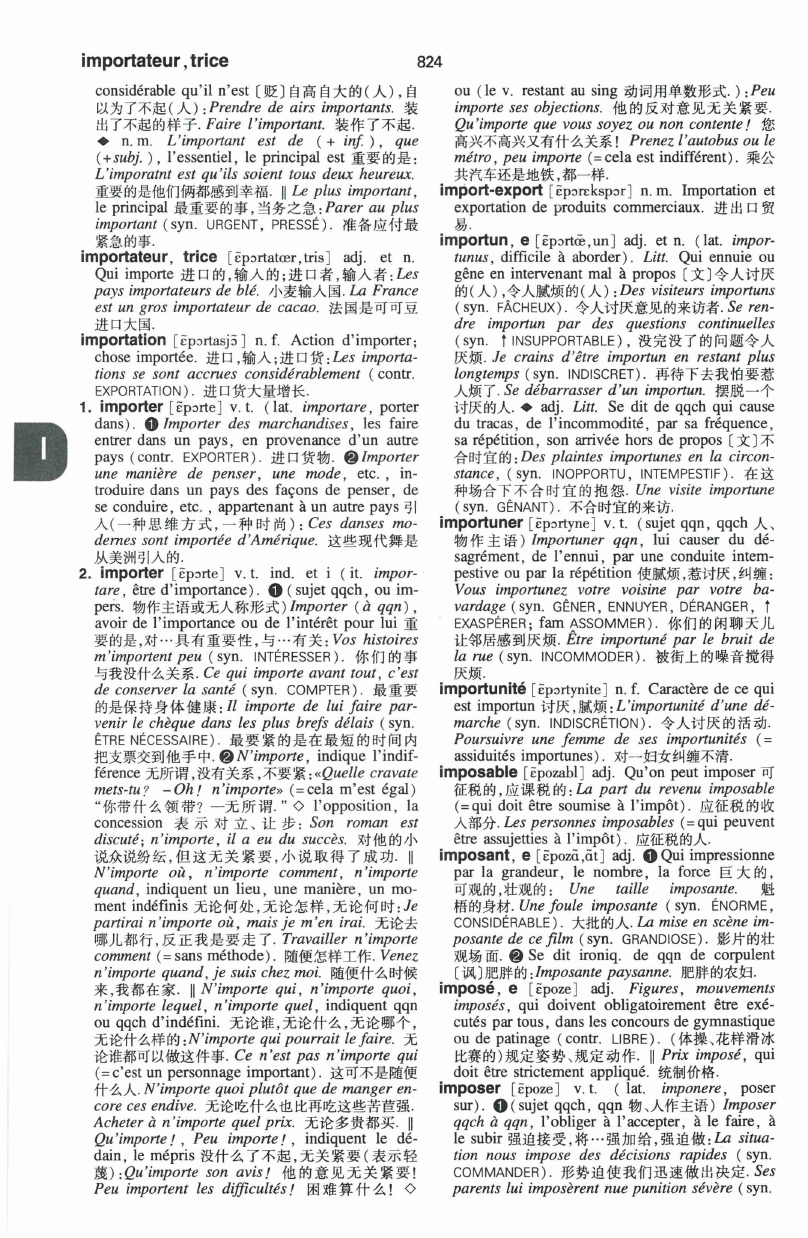 importateur,trice
824
considérable qu'il n'est〔贬〕自高自大的(人),自
以为了不起(人):Prendre de airs importants. 装
出了不起的样子. Faire l'important. 装作了不起.
◆ n. m. L'important est de (+ inf.), que
(+subj.), l'essentiel, le principal est 重要的是:
L'imporatnt est qu'ils soient tous deux heureux.
重要的是他们俩都感到幸福. ‖ Le plus important,
le principal 最重要的事,当务之急:Parer au plus
important (syn. URGENT, PRESSÉ). 准备应付最
紧急的事.
importateur, trice [ɛ̃pɔrtatœr,tris] adj. et n.
Qui importe 进口的,输入的;进口者,输入者:Les
pays importateurs de blé. 小麦输入国. La France
est un gros importateur de cacao. 法国是可可豆
进口大国.
importation [ɛ̃pɔrtasjɔ̃] n. f. Action d'importer;
chose importée. 进口,输入;进口货:Les importa-
tions se sont accrues considérablement (contr.
EXPORTATION). 进口货大量增长.
1. importer [ɛ̃pɔrte] v. t. (lat. importare, porter
dans). ❶ Importer des marchandises, les faire
entrer dans un pays, en provenance d'un autre
pays (contr. EXPORTER). 进口货物. ❷ Importer
une manière de penser, une mode, etc., in-
troduire dans un pays des façons de penser, de
se conduire, etc., appartenant à un autre pays 引
入(一种思维方式,一种时尚):Ces danses mo-
dernes sont importée d'Amérique. 这些现代舞是
从美洲引入的.
2. importer [ɛ̃pɔrte] v. t. ind. et i (it. impor-
tare, être d'importance). ❶ (sujet qqch, ou im-
pers. 物作主语或无人称形式) Importer (à qqn),
avoir de l'importance ou de l'intérêt pour lui 重
要的是,对…具有重要性,与…有关:Vos histoires
m'importent peu (syn. INTÉRESSER). 你们的事
与我没什么关系. Ce qui importe avant tout, c'est
de conserver la santé (syn. COMPTER). 最重要
的是保持身体健康:Il importe de lui faire par-
venir le chèque dans les plus brefs délais (syn.
ÊTRE NÉCESSAIRE). 最要紧的是在最短的时间内
把支票交到他手中. ❷ N'importe, indique l'indif-
férence 无所谓,没有关系,不要紧:«Quelle cravate
mets-tu? －Oh! n'importe» (=cela m'est égal)
“你带什么领带? —无所谓.”◇ l'opposition, la
concession 表示对立、让步: Son roman est
discuté; n'importe, il a eu du succès. 对他的小
说众说纷纭,但这无关紧要,小说取得了成功. ‖
N'importe où, n'importe comment, n'importe
quand, indiquent un lieu, une manière, un mo-
ment indéfinis 无论何处,无论怎样,无论何时:Je
partirai n'importe où, mais je m'en irai. 无论去
哪儿都行,反正我是要走了. Travailler n'importe
comment (=sans méthode). 随便怎样工作. Venez
n'importe quand, je suis chez moi. 随便什么时候
来,我都在家. ‖ N'importe qui, n'importe quoi,
n'importe lequel, n'importe quel, indiquent qqn
ou qqch d'indéfini. 无论谁,无论什么,无论哪个,
无论什么样的:N'importe qui pourrait le faire. 无
论谁都可以做这件事. Ce n'est pas n'importe qui
(=c'est un personnage important). 这可不是随便
什么人. N'importe quoi plutôt que de manger en-
core ces endive. 无论吃什么也比再吃这些苦苣强.
Acheter à n'importe quel prix. 无论多贵都买. ‖
Qu'importe!, Peu importe!, indiquent le dé-
dain, le mépris 没什么了不起,无关紧要(表示轻
蔑):Qu'importe son avis! 他的意见无关紧要!
Peu importent les difficultés! 困难算什么! ◇
I
ou (le v. restant au sing 动词用单数形式.):Peu
importe ses objections. 他的反对意见无关紧要.
Qu'importe que vous soyez ou non contente! 您
高兴不高兴又有什么关系! Prenez l'autobus ou le
métro, peu importe (=cela est indifférent). 乘公
共汽车还是地铁,都一样.
import-export [ɛ̃pɔrɛkspɔr] n. m. Importation et
exportation de produits commerciaux. 进出口贸
易.
importun, e [ɛ̃pɔrtœ̃,un] adj. et n. (lat. impor-
tunus, difficile à aborder). Litt. Qui ennuie ou
gêne en intervenant mal à propos〔文〕令人讨厌
的(人),令人腻烦的(人):Des visiteurs importuns
(syn. FÂCHEUX). 令人讨厌意见的来访者. Se ren-
dre importun par des questions continuelles
(syn. ↑INSUPPORTABLE), 没完没了的问题令人
厌烦. Je crains d'être importun en restant plus
longtemps (syn. INDISCRET). 再待下去我怕要惹
人烦了. Se débarrasser d'un importun. 摆脱一个
讨厌的人. ◆ adj. Litt. Se dit de qqch qui cause
du tracas, de l'incommodité, par sa fréquence,
sa répétition, son arrivée hors de propos〔文〕不
合时宜的:Des plaintes importunes en la circon-
stance, (syn. INOPPORTU, INTEMPESTIF). 在这
种场合下不合时宜的抱怨. Une visite importune
(syn. GÊNANT). 不合时宜的来访.
importuner [ɛ̃pɔrtyne] v. t. (sujet qqn, qqch 人、
物作主语) Importuner qqn, lui causer du dé-
sagrément, de l'ennui, par une conduite intem-
pestive ou par la répétition 使腻烦,惹讨厌,纠缠:
Vous importunez votre voisine par votre ba-
vardage (syn. GÊNER, ENNUYER, DÉRANGER, ↑
EXASPÉRER; fam ASSOMMER). 你们的闲聊天儿
让邻居感到厌烦. Être importuné par le bruit de
la rue (syn. INCOMMODER). 被街上的噪音搅得
厌烦.
importunité [ɛ̃pɔrtynite] n. f. Caractère de ce qui
est importun 讨厌,腻烦:L'importunité d'une dé-
marche (syn. INDISCRÉTION). 令人讨厌的活动.
Poursuivre une femme de ses importunités (=
assiduités importunes). 对一妇女纠缠不清.
imposable [ɛ̃pozabl] adj. Qu'on peut imposer 可
征税的,应课税的:La part du revenu imposable
(=qui doit être soumise à l'impôt). 应征税的收
入部分. Les personnes imposables (=qui peuvent
être assujetties à l'impôt). 应征税的人.
imposant, e [ɛ̃pozɑ̃,ɑ̃t] adj. ❶ Qui impressionne
par la grandeur, le nombre, la force 巨大的,
可观的,壮观的: Une taille imposante. 魁
梧的身材. Une foule imposante (syn. ÉNORME,
CONSIDÉRABLE). 大批的人. La mise en scène im-
posante de ce film (syn. GRANDIOSE). 影片的壮
观场面. ❷ Se dit ironiq. de qqn de corpulent
〔讽〕肥胖的:Imposante paysanne. 肥胖的农妇.
imposé, e [ɛ̃poze] adj. Figures, mouvements
imposés, qui doivent obligatoirement être exé-
cutés par tous, dans les concours de gymnastique
ou de patinage (contr. LIBRE). (体操、花样滑冰
比赛的)规定姿势、规定动作. ‖ Prix imposé, qui
doit être strictement appliqué. 统制价格.
imposer [ɛ̃poze] v. t. (lat. imponere, poser
sur). ❶ (sujet qqch, qqn 物、人作主语) Imposer
qqch à qqn, l'obliger à l'accepter, à le faire, à
le subir 强迫接受,将…强加给,强迫做:La situa-
tion nous impose des décisions rapides (syn.
COMMANDER). 形势迫使我们迅速做出决定. Ses
parents lui imposèrent nue punition sévère (syn.